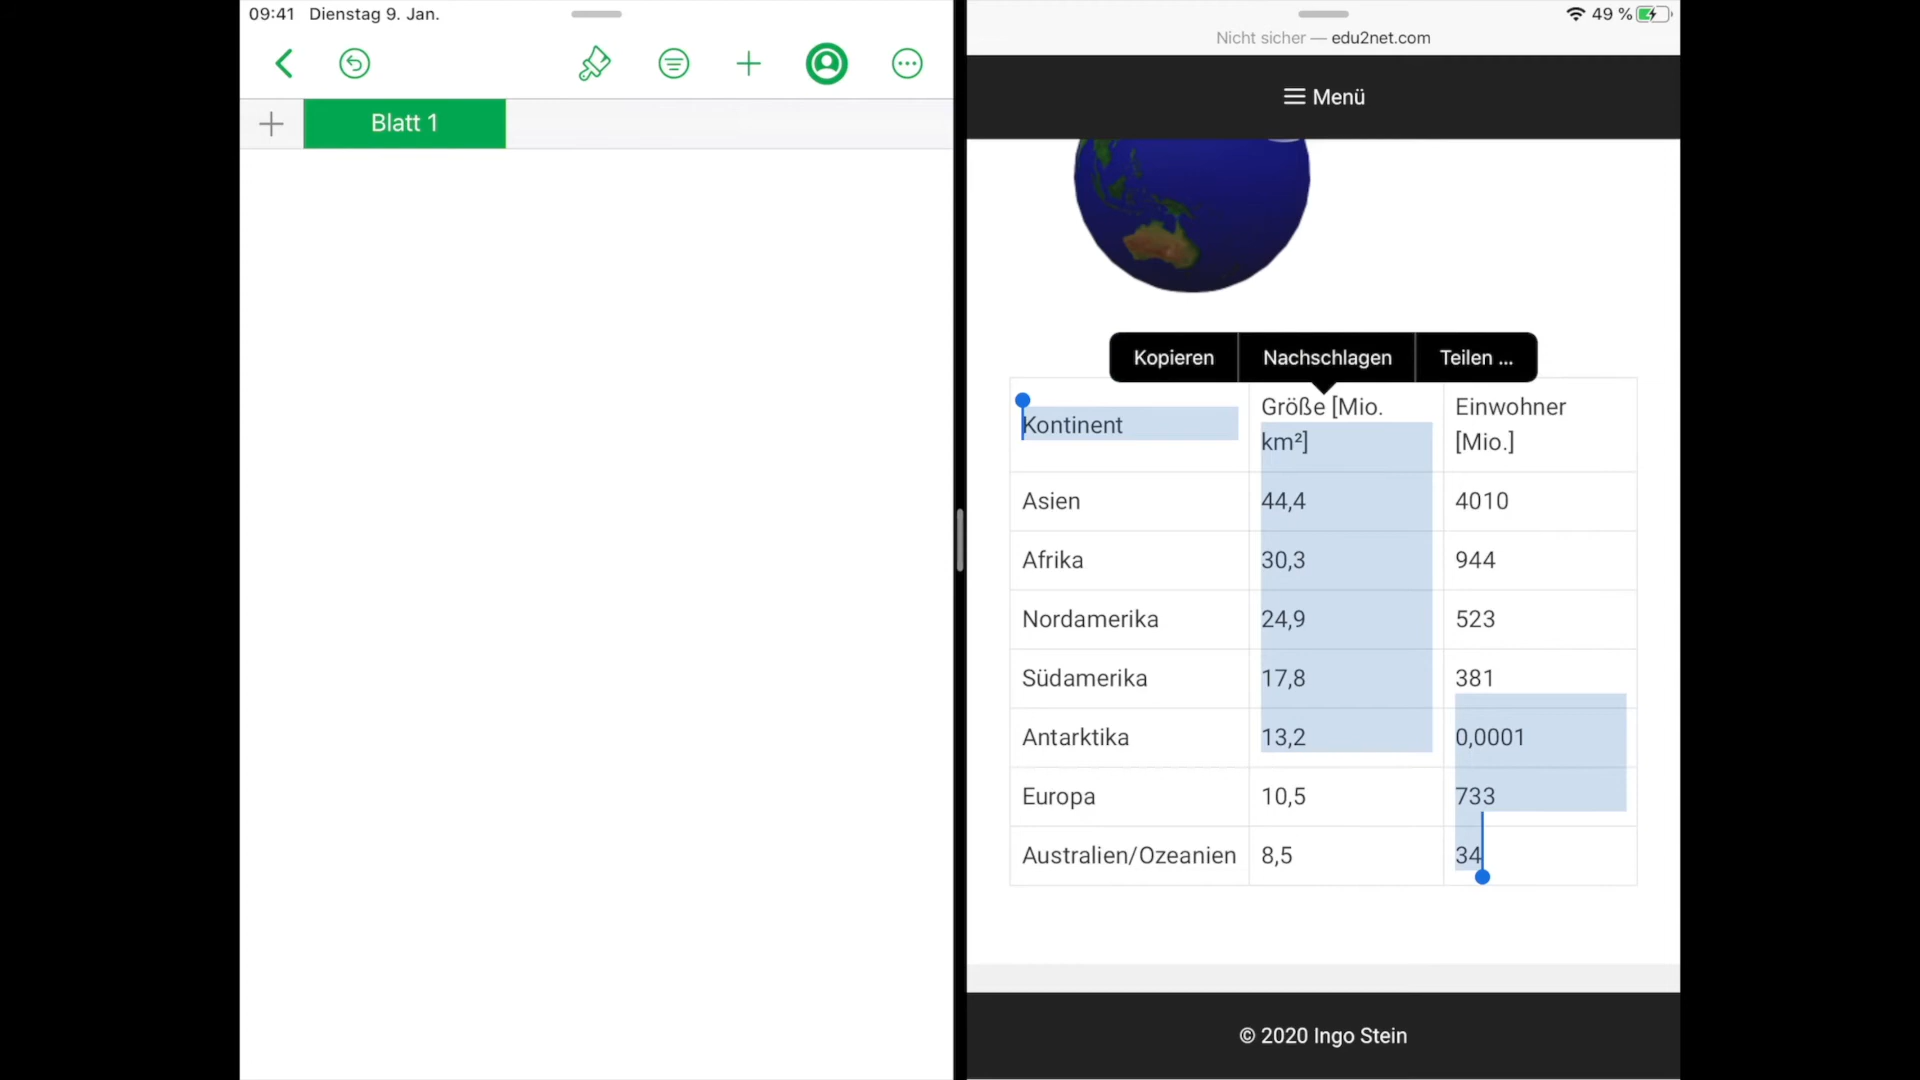 09:41 Dienstag 9. Jan.
49 %
Nicht sicher — edu2net.com
Menü
Blatt 1
Kopieren Nachschlagen Teilen ...
Kontinent Größe [Mio. km²] Einwohner [Mio.]
Asien 44,4 4010
Afrika 30,3 944
Nordamerika 24,9 523
Südamerika 17,8 381
Antarktika 13,2 0,0001
Europa 10,5 733
Australien/Ozeanien 8,5 34
© 2020 Ingo Stein